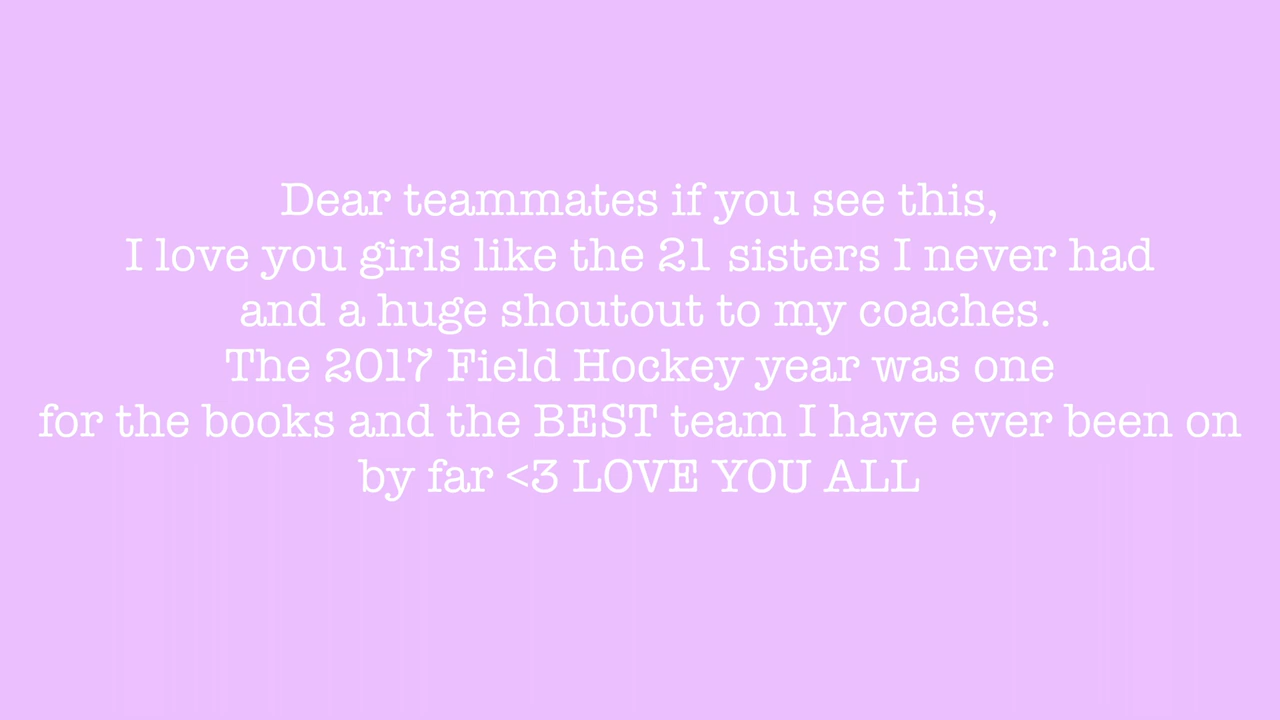 Dear teammates if you see this,
I love you girls like the 21 sisters I never had
and a huge shoutout to my coaches.
The 2017 Field Hockey year was one
for the books and the BEST team I have ever been on
by far <3 LOVE YOU ALL